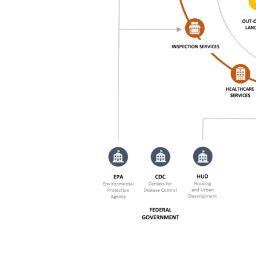 OUT-O
LAND
INSPECTION SERVICES
HEALTHCARE
SERVICES
EPA
Environmental
Protection
Agency
CDC
Centers for
Disease Control
HUD
Housing
and Urban
Development
FEDERAL
GOVERNMENT